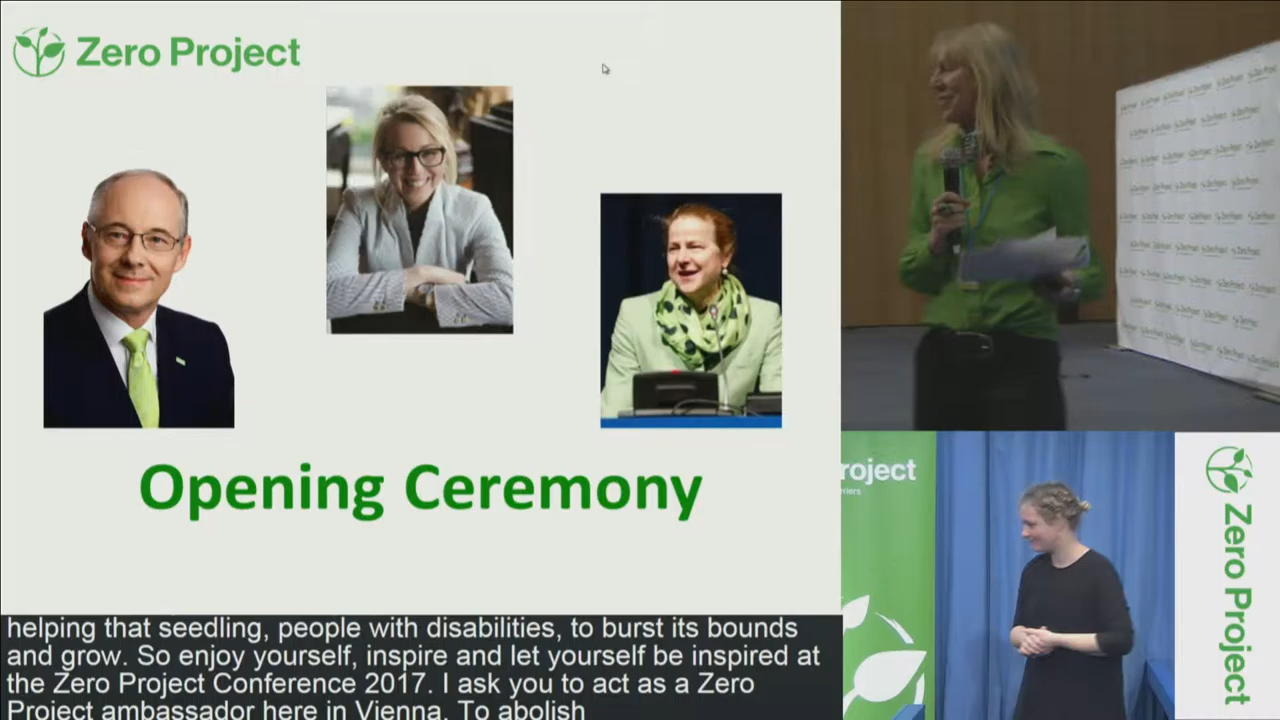 Zero Project
Opening Ceremony
helping that seedling, people with disabilities, to burst its bounds
and grow. So enjoy yourself, inspire and let yourself be inspired at
the Zero Project Conference 2017. I ask you to act as a Zero
Project ambassador here in Vienna. To abolish
roject
Zero Project